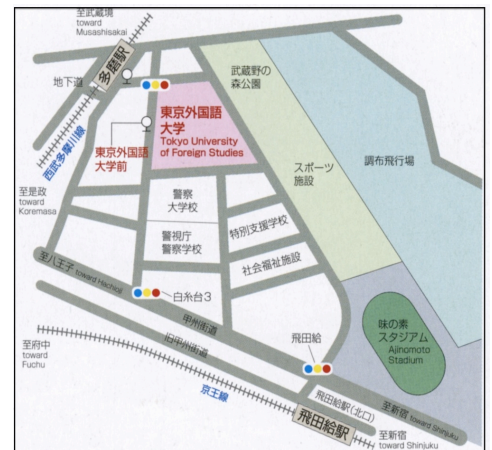 至武蔵境
toward
Musashisakai
多磨駅
地下道
西武多摩川線
東京外国語
大学
Tokyo University
of Foreign Studies
東京外国語
大学前
武蔵野の
森公園
スポーツ
施設
調布飛行場
至是政
toward
Koremasa
警察
大学校
警視庁
警察学校
特別支援学校
社会福祉施設
至八王子 toward Hachioji
白糸台3
甲州街道
旧甲州街道
飛田給
味の素
スタジアム
Ajinomoto
Stadium
至府中
toward
Fuchu
京王線
飛田給駅(北口)
飛田給駅
至新宿 toward Shinjuku
至新宿
toward Shinjuku